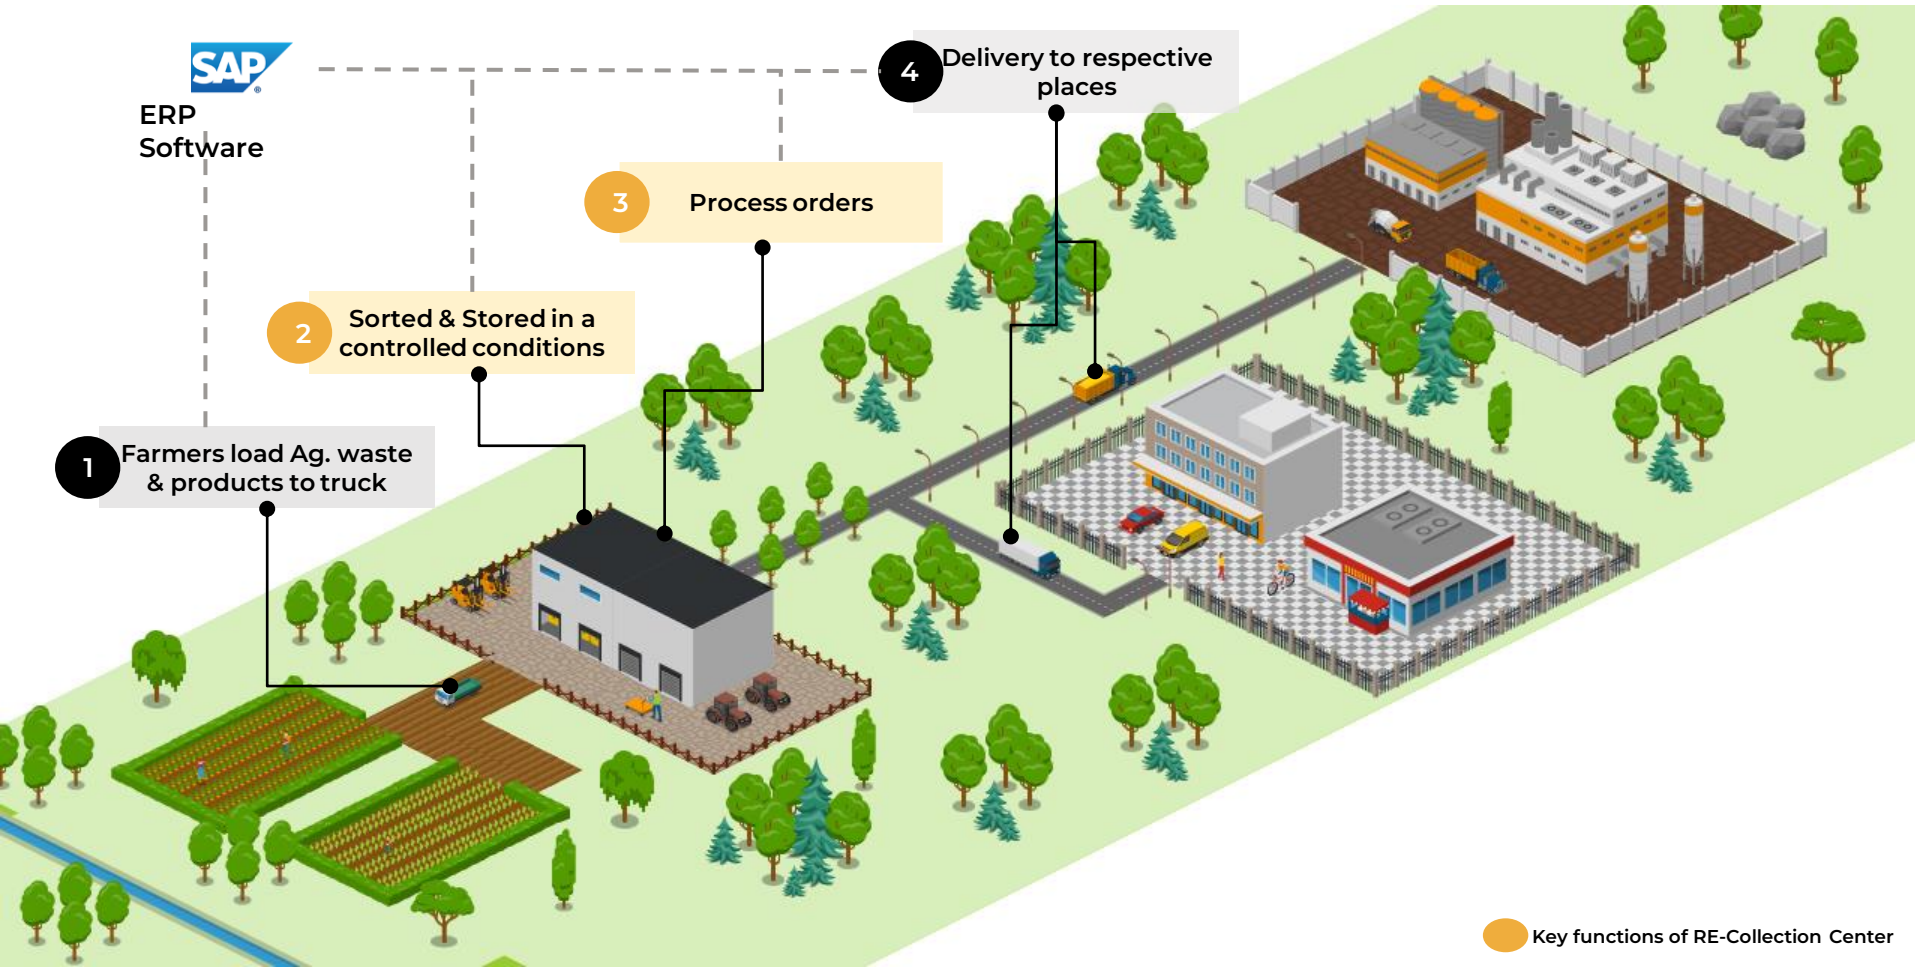 SAP
®
ERP
Software
4
Delivery to respective
places
3
Process orders
2
Sorted & Stored in a
controlled conditions
1
Farmers load Ag. waste
& products to truck
Key functions of RE-Collection Center